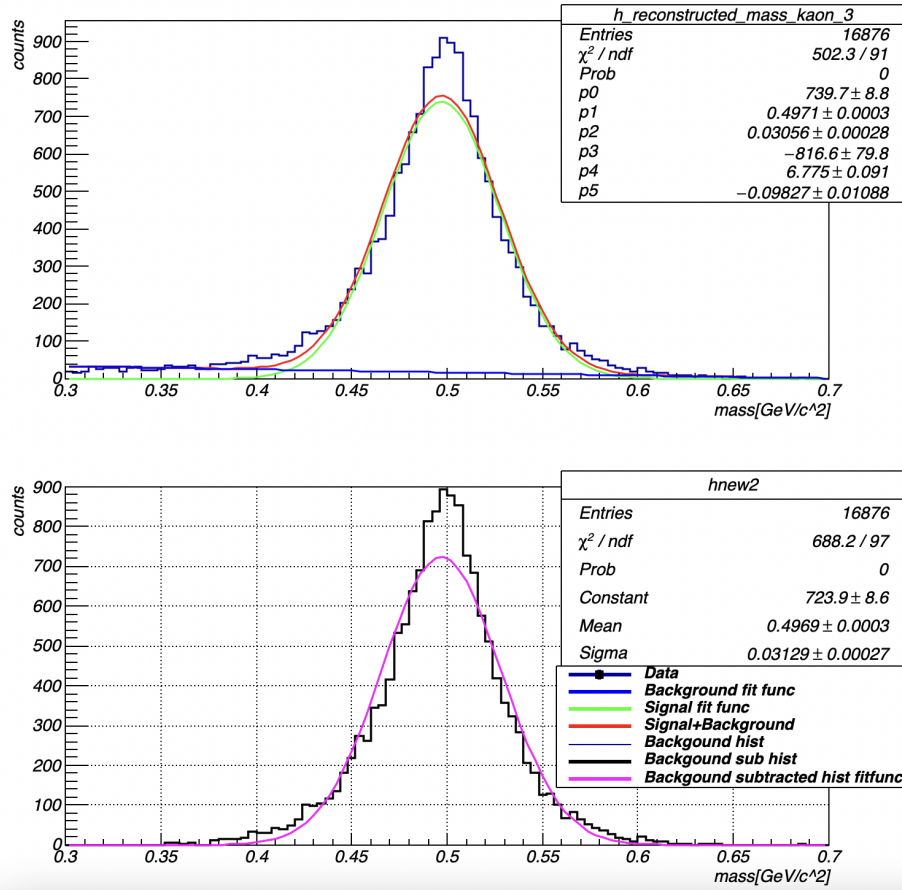 h_reconstructed_mass_kaon_3
Entries 16876
χ² / ndf 502.3 / 91
Prob 0
p0 739.7 ± 8.8
p1 0.4971 ± 0.0003
p2 0.03056 ± 0.00028
p3 −816.6 ± 79.8
p4 6.775 ± 0.091
p5 −0.09827 ± 0.01088
counts
900
800
700
600
500
400
300
200
100
0
0.3 0.35 0.4 0.45 0.5 0.55 0.6 0.65 0.7
mass[GeV/c^2]
hnew2
Entries 16876
χ² / ndf 688.2 / 97
Prob 0
Constant 723.9 ± 8.6
Mean 0.4969 ± 0.0003
Sigma 0.03129 ± 0.00027
Data
Background fit func
Signal fit func
Signal+Background
Backgound hist
Backgound sub hist
Backgound subtracted hist fitfunc
counts
900
800
700
600
500
400
300
200
100
0
0.3 0.35 0.4 0.45 0.5 0.55 0.6 0.65 0.7
mass[GeV/c^2]